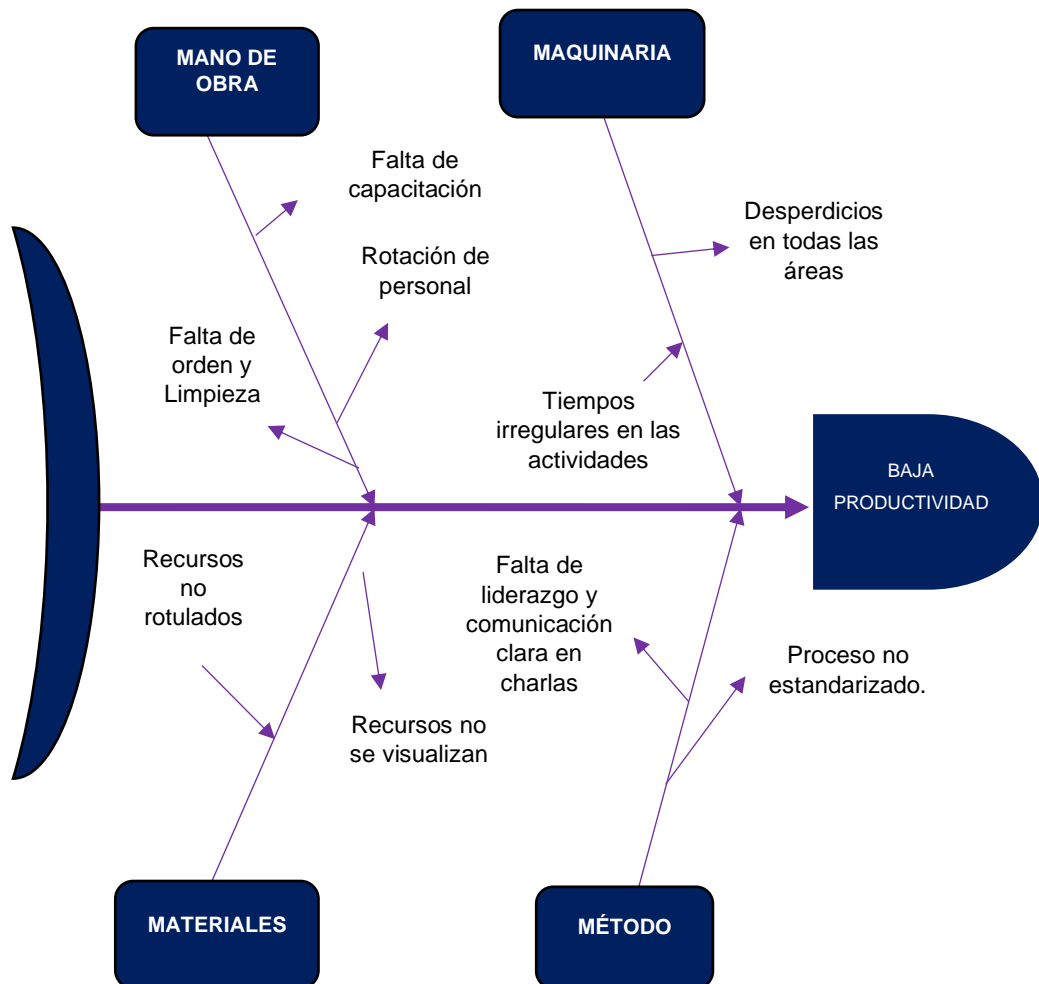 MANO DE
OBRA
MAQUINARIA
Falta de
capacitación
Rotación de
personal
Falta de
orden y
Limpieza
Desperdicios
en todas las
áreas
Tiempos
irregulares en las
actividades
BAJA
PRODUCTIVIDAD
Recursos
no
rotulados
Recursos no
se visualizan
Falta de
liderazgo y
comunicación
clara en
charlas
Proceso no
estandarizado.
MATERIALES
MÉTODO